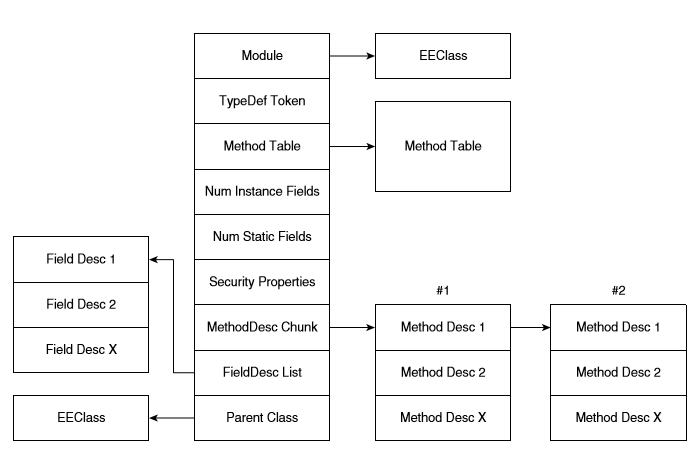 Module
EEClass
TypeDef Token
Method Table
Method Table
Num Instance Fields
Num Static Fields
Field Desc 1
Security Properties
#1
#2
Field Desc 2
MethodDesc Chunk
Method Desc 1
Method Desc 1
Field Desc X
FieldDesc List
Method Desc 2
Method Desc 2
EEClass
Parent Class
Method Desc X
Method Desc X